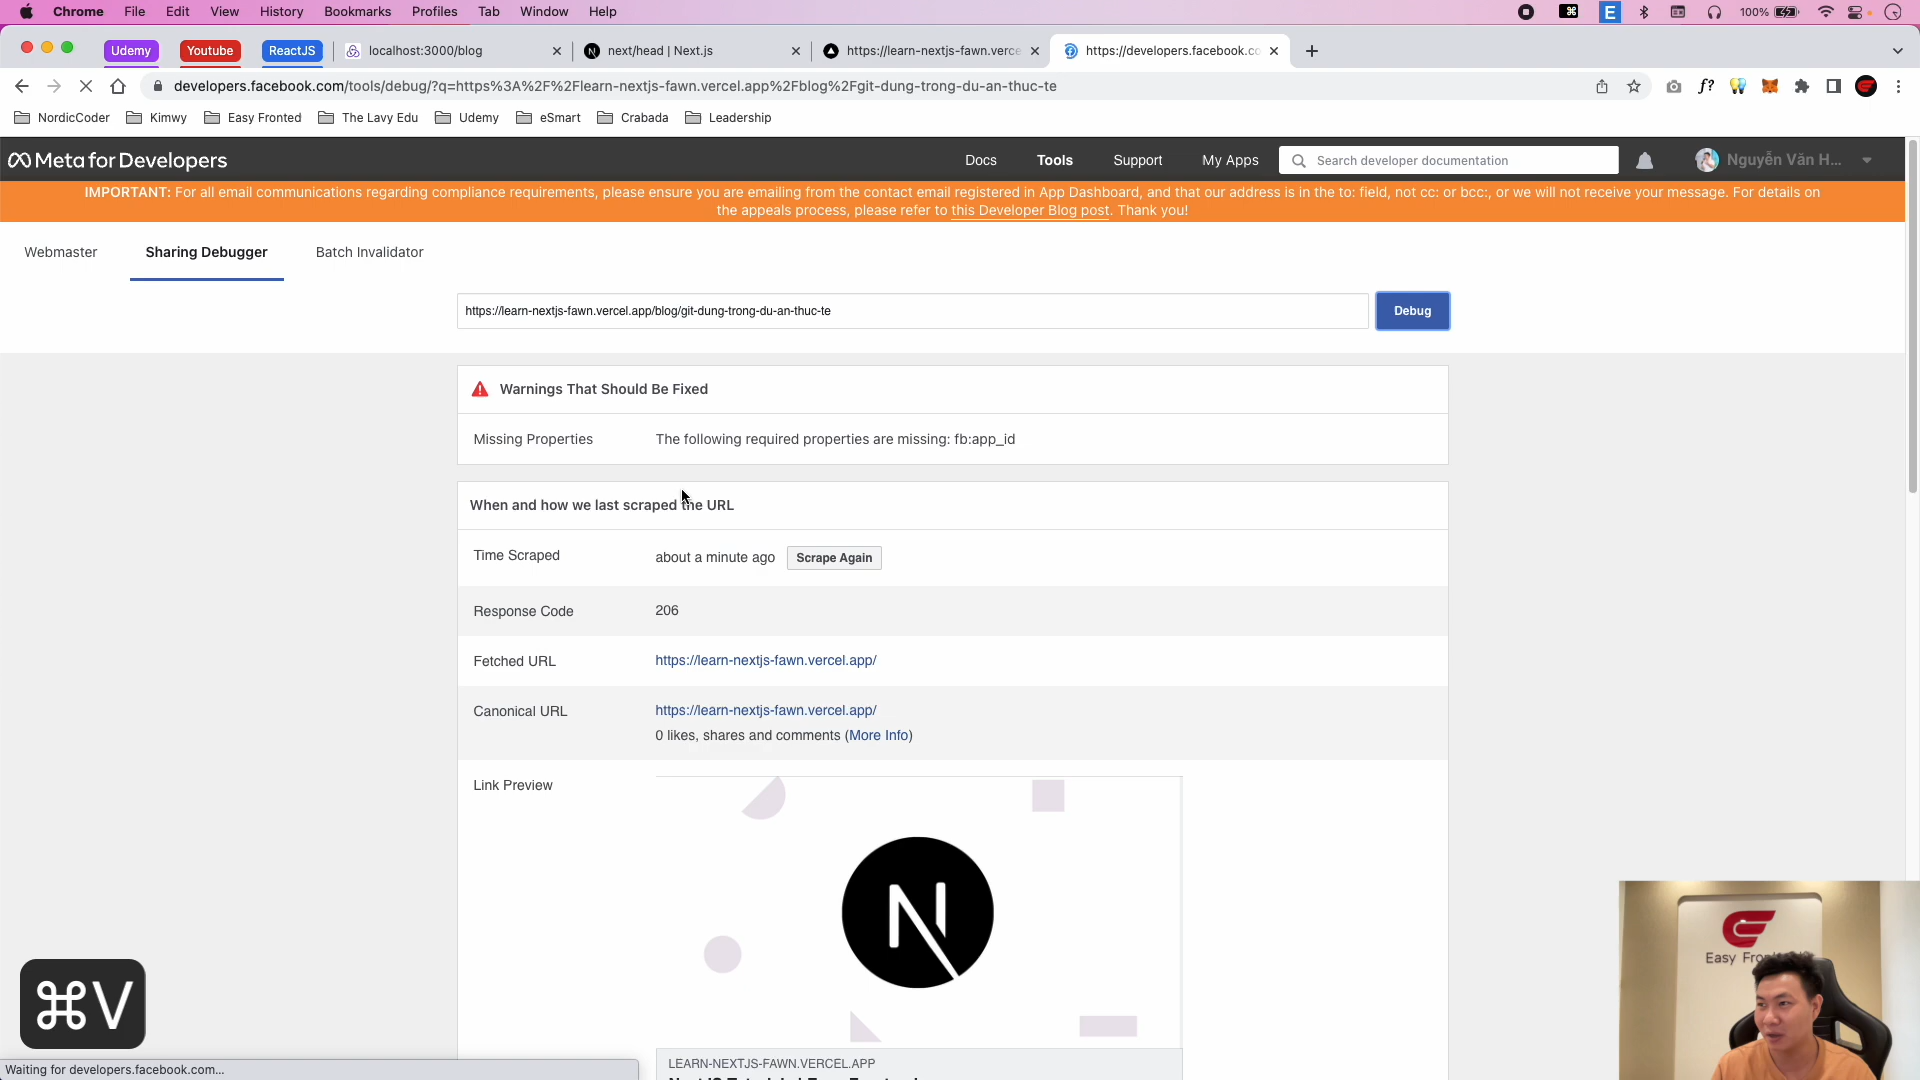 Chrome File Edit View History Bookmarks Profiles Tab Window Help
E 100%
Udemy Youtube ReactJS localhost:3000/blog next/head | Next.js https://learn-nextjs-fawn.verce https://developers.facebook.co
developers.facebook.com/tools/debug/?q=https%3A%2F%2Flearn-nextjs-fawn.vercel.app%2Fblog%2Fgit-dung-trong-du-an-thuc-te
f?
NordicCoder Kimwy Easy Fronted The Lavy Edu Udemy eSmart Crabada Leadership
Meta for Developers Docs Tools Support My Apps Search developer documentation Nguyễn Văn H...
IMPORTANT: For all email communications regarding compliance requirements, please ensure you are emailing from the contact email registered in App Dashboard, and that our address is in the to: field, not cc: or bcc:, or we will not receive your message. For details on
the appeals process, please refer to this Developer Blog post. Thank you!
Webmaster Sharing Debugger Batch Invalidator
https://learn-nextjs-fawn.vercel.app/blog/git-dung-trong-du-an-thuc-te Debug
Warnings That Should Be Fixed
Missing Properties The following required properties are missing: fb:app_id
When and how we last scraped the URL
Time Scraped about a minute ago Scrape Again
Response Code 206
Fetched URL https://learn-nextjs-fawn.vercel.app/
Canonical URL https://learn-nextjs-fawn.vercel.app/
0 likes, shares and comments (More Info)
Link Preview
N
LEARN-NEXTJS-FAWN.VERCEL.APP
⌘V
Waiting for developers.facebook.com...
Easy